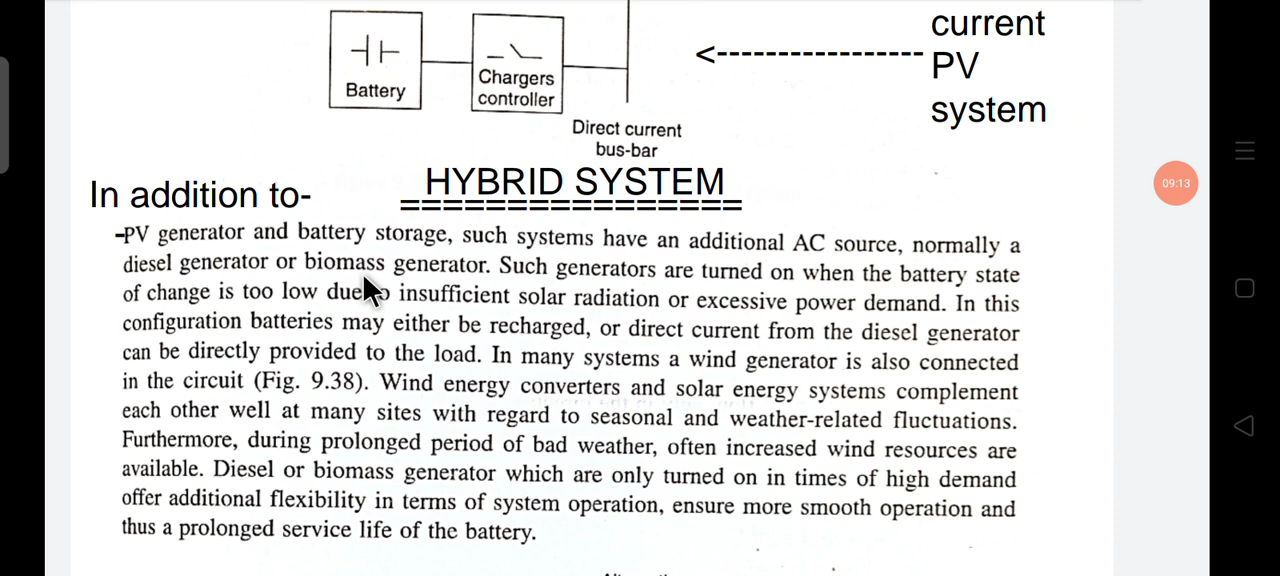 current
PV
system
Battery
Chargers
controller
Direct current
bus-bar
HYBRID SYSTEM
In addition to-
09:13
-PV generator and battery storage, such systems have an additional AC source, normally a
diesel generator or biomass generator. Such generators are turned on when the battery state
of change is too low due insufficient solar radiation or excessive power demand. In this
configuration batteries may either be recharged, or direct current from the diesel generator
can be directly provided to the load. In many systems a wind generator is also connected
in the circuit (Fig. 9.38). Wind energy converters and solar energy systems complement
each other well at many sites with regard to seasonal and weather-related fluctuations.
Furthermore, during prolonged period of bad weather, often increased wind resources are
available. Diesel or biomass generator which are only turned on in times of high demand
offer additional flexibility in terms of system operation, ensure more smooth operation and
thus a prolonged service life of the battery.